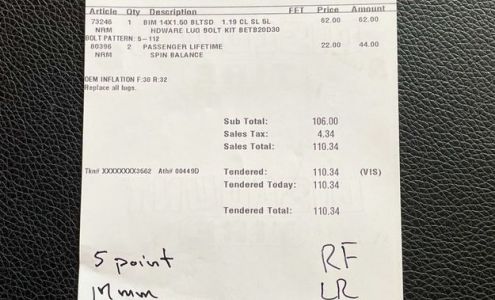 Article Qty Description FET Price Amount
73246 1 BIM 14X1.50 BLTSD 1.19 CL SL 5L 62.00 62.00
NRM HDWARE LUG BOLT KIT BETB20D30
BOLT PATTERN: 5-112
80396 2 PASSENGER LIFETIME 22.00 44.00
NRM SPIN BALANCE
OEM INFLATION F:30 R:32
Replace all lugs.
Sub Total: 106.00
Sales Tax: 4.34
Sales Total: 110.34
Tkn# XXXXXXXX3662 Ath# 00449D Tendered: 110.34 (VIS)
Tendered Today: 110.34
Tendered Total: 110.34
5 point RF
mm LR